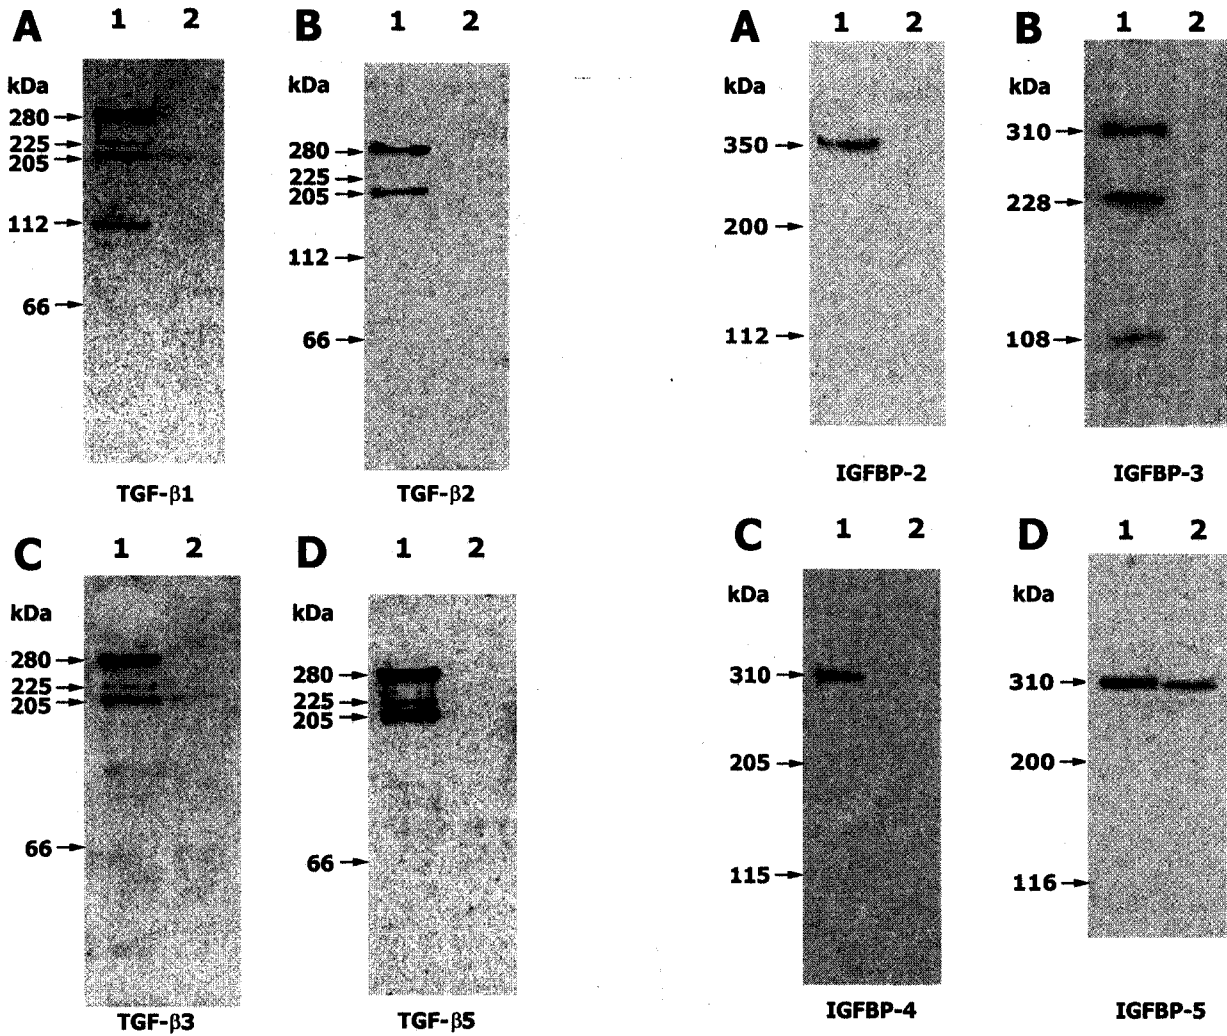 A 1 2
kDa
280
225
205
112
66
TGF-β1
B 1 2
kDa
280
225
205
112
66
TGF-β2
C 1 2
kDa
280
225
205
66
TGF-β3
D 1 2
kDa
280
225
205
66
TGF-β5
A 1 2
kDa
350
200
112
IGFBP-2
B 1 2
kDa
310
228
108
IGFBP-3
C 1 2
kDa
310
205
115
IGFBP-4
D 1 2
kDa
310
200
116
IGFBP-5